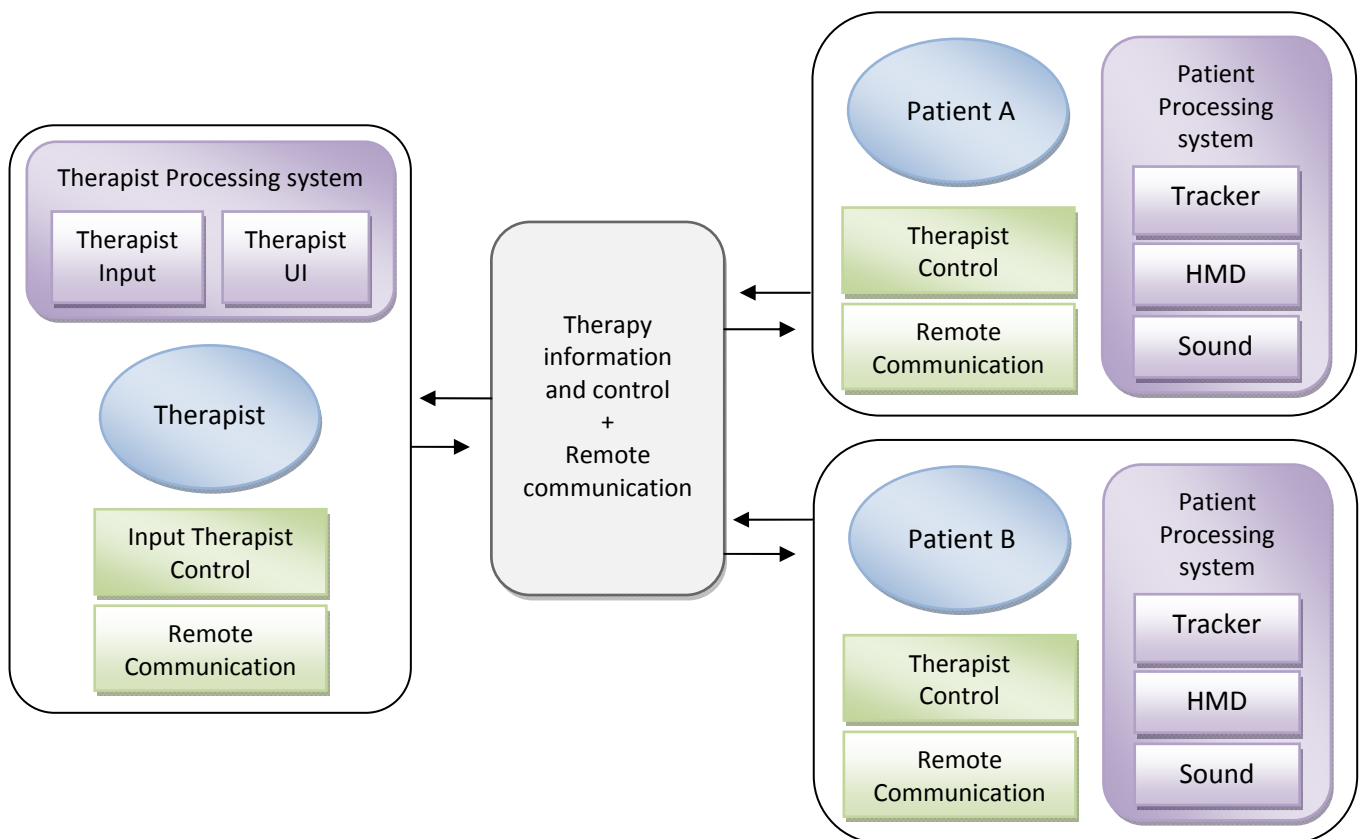 Therapist Processing system
Therapist
Input
Therapist
UI
Therapist
Input Therapist
Control
Remote
Communication
Therapy
information
and control
+
Remote
communication
Patient A
Therapist
Control
Remote
Communication
Patient
Processing
system
Tracker
HMD
Sound
Patient B
Therapist
Control
Remote
Communication
Patient
Processing
system
Tracker
HMD
Sound